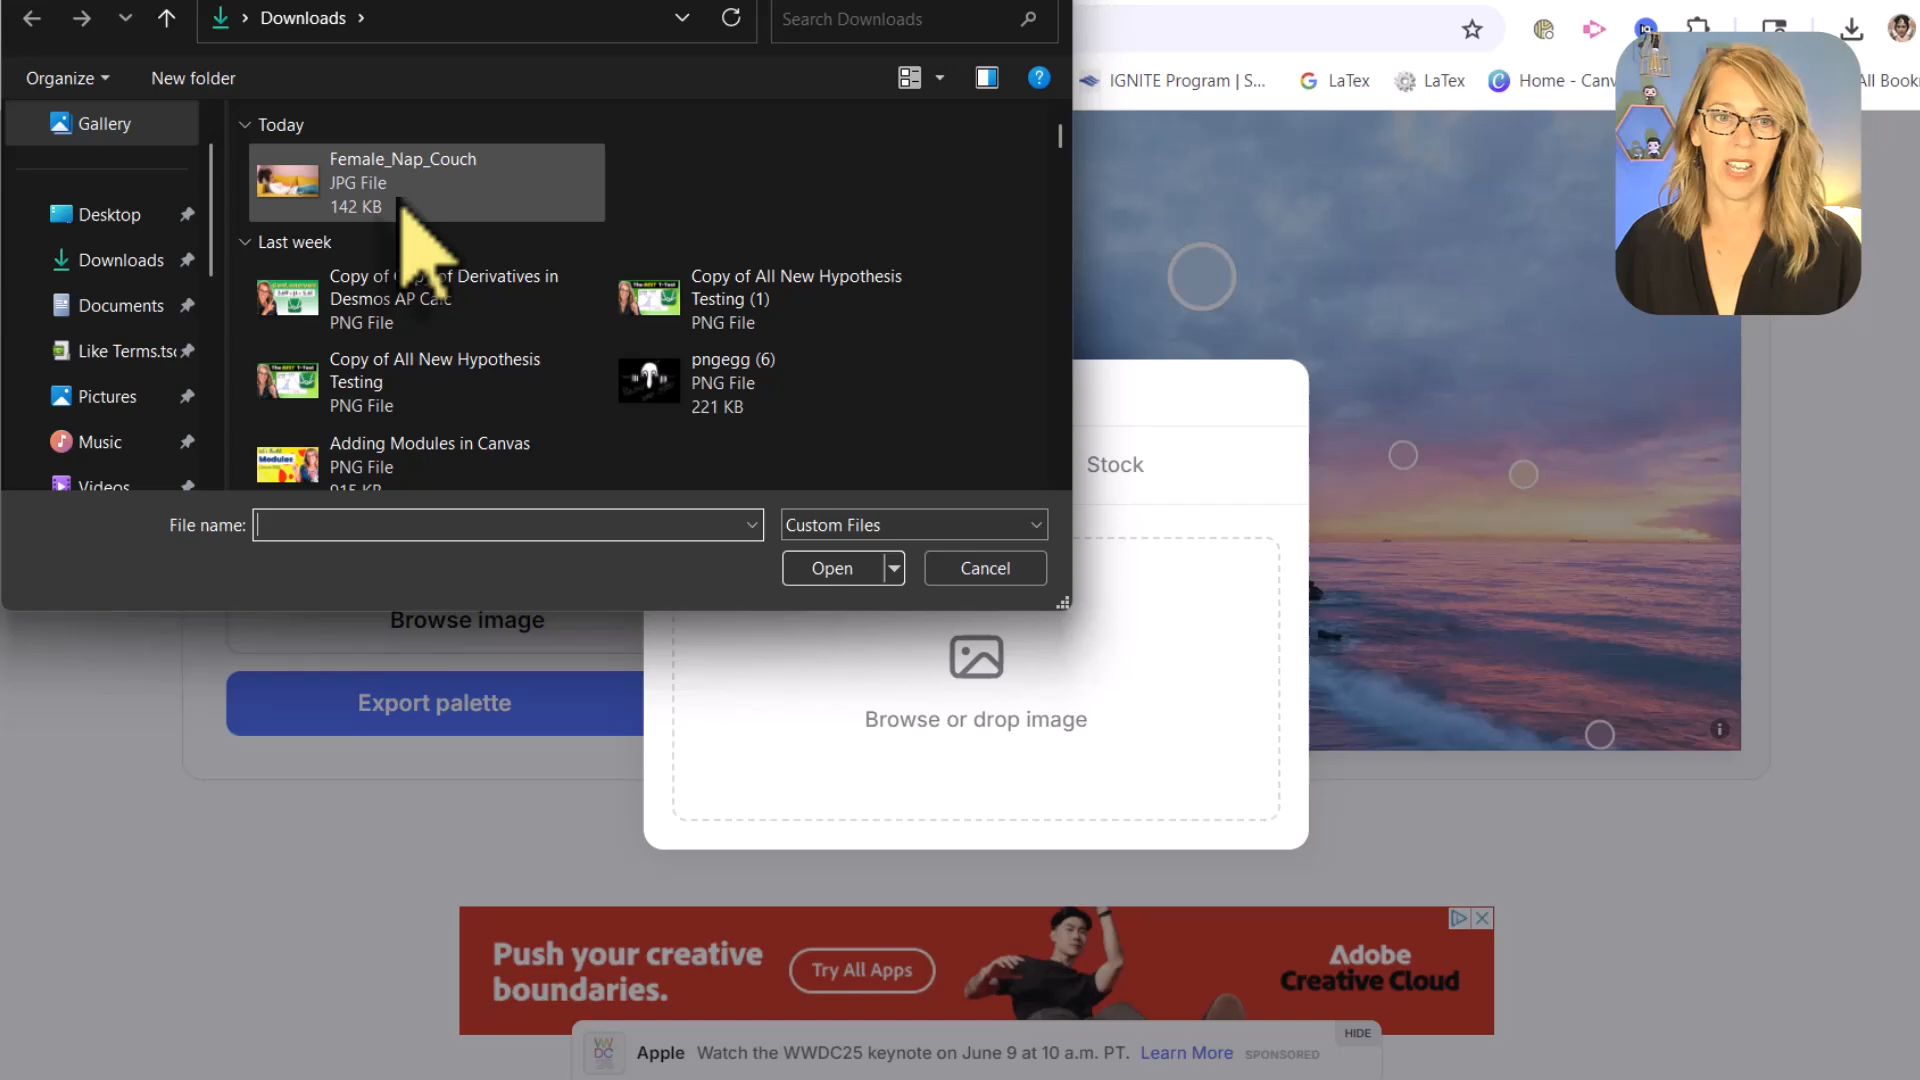 Downloads
Search Downloads
Organize
New folder
IGNITE Program | S...
LaTex
LaTex
Home - Canv
All Book
Gallery
Today
Female_Nap_Couch
JPG File
142 KB
Last week
Desktop
Downloads
Documents
Like Terms.tsc
Pictures
Music
Videos
Copy of of Derivatives in
Desmos AP Calc
PNG File
Copy of All New Hypothesis
Testing (1)
PNG File
Copy of All New Hypothesis
Testing
PNG File
pngegg (6)
PNG File
221 KB
Adding Modules in Canvas
PNG File
915 KB
File name:
Custom Files
Open
Cancel
Stock
Browse image
Export palette
Browse or drop image
Push your creative
boundaries.
Try All Apps
Adobe
Creative Cloud
HIDE
Apple Watch the WWDC25 keynote on June 9 at 10 a.m. PT. Learn More SPONSORED